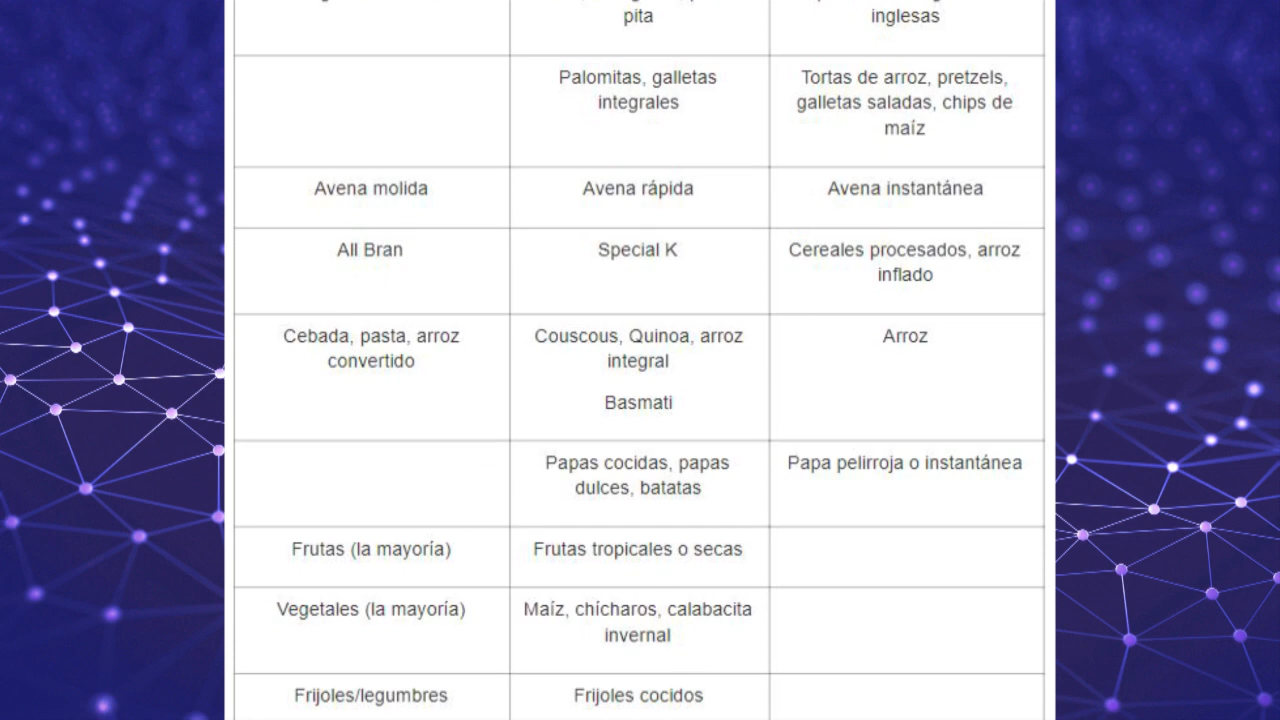 pita
inglesas
Palomitas, galletas
integrales
Tortas de arroz, pretzels,
galletas saladas, chips de
maíz
Avena molida
Avena rápida
Avena instantánea
All Bran
Special K
Cereales procesados, arroz
inflado
Cebada, pasta, arroz
convertido
Couscous, Quinoa, arroz
integral
Basmati
Arroz
Papas cocidas, papas
dulces, batatas
Papa pelirroja o instantánea
Frutas (la mayoría)
Frutas tropicales o secas
Vegetales (la mayoría)
Maíz, chícharos, calabacita
invernal
Frijoles/legumbres
Frijoles cocidos